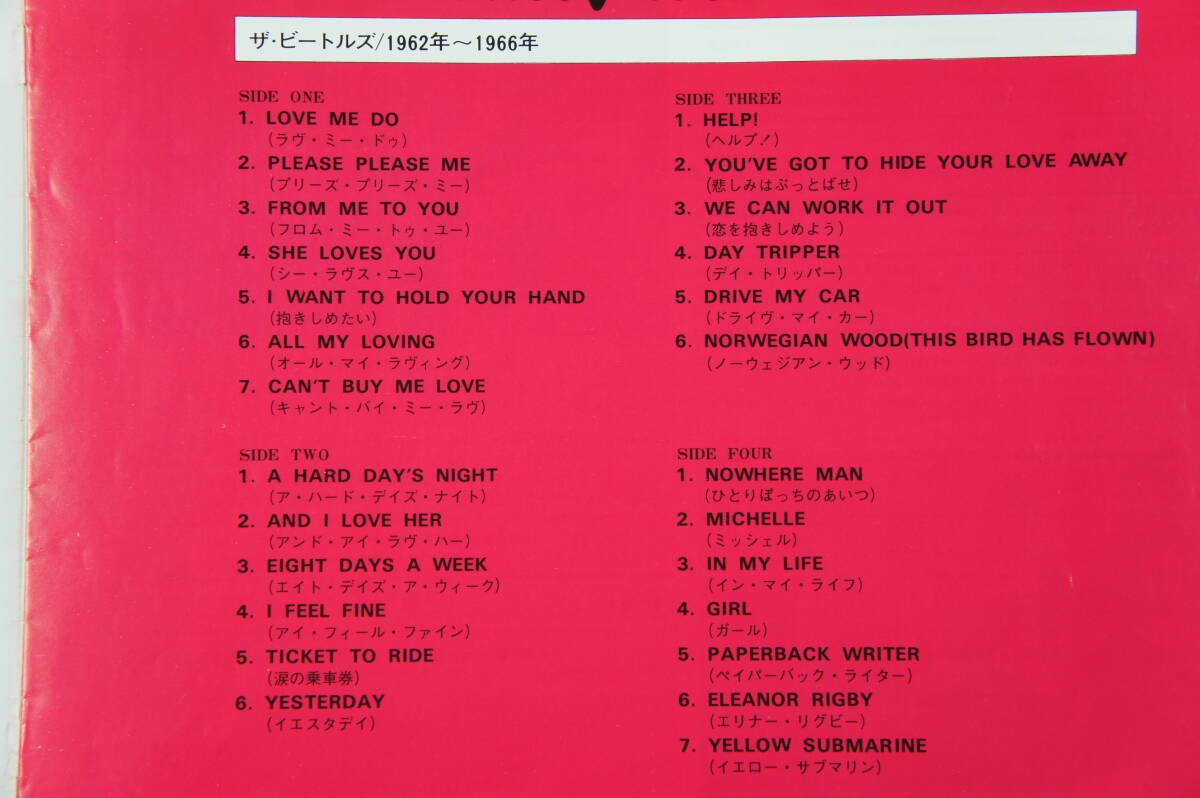 ザ・ビートルズ/1962年～1966年
SIDE ONE
1. LOVE ME DO
(ラヴ・ミー・ドゥ)
2. PLEASE PLEASE ME
(プリーズ・プリーズ・ミー)
3. FROM ME TO YOU
(フロム・ミー・トゥ・ユー)
4. SHE LOVES YOU
(シー・ラヴス・ユー)
5. I WANT TO HOLD YOUR HAND
(抱きしめたい)
6. ALL MY LOVING
(オール・マイ・ラヴィング)
7. CAN'T BUY ME LOVE
(キャント・バイ・ミー・ラヴ)
SIDE TWO
1. A HARD DAY'S NIGHT
(ア・ハード・デイズ・ナイト)
2. AND I LOVE HER
(アンド・アイ・ラヴ・ハー)
3. EIGHT DAYS A WEEK
(エイト・デイズ・ア・ウィーク)
4. I FEEL FINE
(アイ・フィール・ファイン)
5. TICKET TO RIDE
(涙の乗車券)
6. YESTERDAY
(イエスタデイ)
SIDE THREE
1. HELP!
(ヘルプ!)
2. YOU'VE GOT TO HIDE YOUR LOVE AWAY
(悲しみはぶっとばせ)
3. WE CAN WORK IT OUT
(恋を抱きしめよう)
4. DAY TRIPPER
(デイ・トリッパー)
5. DRIVE MY CAR
(ドライヴ・マイ・カー)
6. NORWEGIAN WOOD(THIS BIRD HAS FLOWN)
(ノーウェジアン・ウッド)
SIDE FOUR
1. NOWHERE MAN
(ひとりぼっちのあいつ)
2. MICHELLE
(ミッシェル)
3. IN MY LIFE
(イン・マイ・ライフ)
4. GIRL
(ガール)
5. PAPERBACK WRITER
(ペイパーバック・ライター)
6. ELEANOR RIGBY
(エリナー・リグビー)
7. YELLOW SUBMARINE
(イエロー・サブマリン)